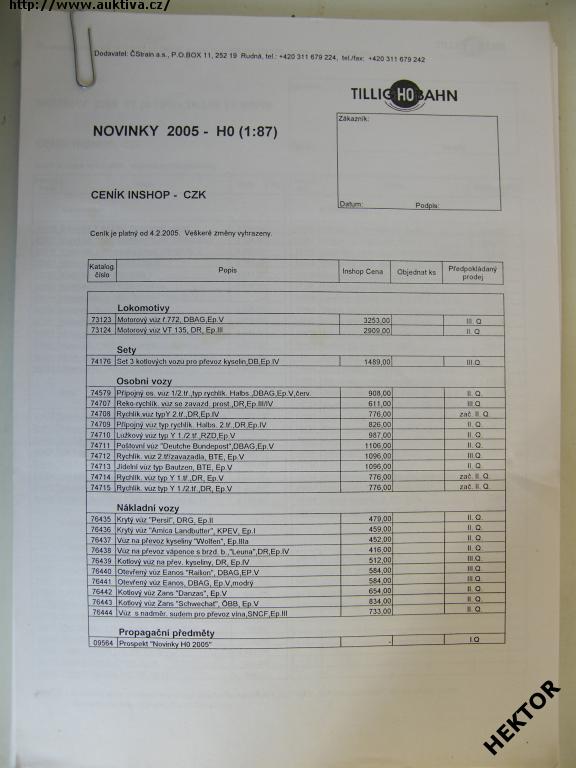 http://www.auktiva.cz/
Dodavatel: ČStrain a.s., P.O.BOX 11, 252 19 Rudná, tel.: +420 311 679 224, tel./fax: +420 311 679 242
TILLIG H0 BAHN
NOVINKY 2005 - H0 (1:87)
Zákazník:
CENÍK INSHOP - CZK
Datum: Podpis:
Ceník je platný od 4.2.2005. Veškeré změny vyhrazeny.
Katalog. číslo Popis Inshop Cena Objednat ks Předpokládaný prodej
Lokomotivy
73123 Motorový vůz ř.772, DBAG,Ep.V 3253,00 III. Q
73124 Motorový vůz VT 135, DR, Ep.III 2909,00 II. Q
Sety
74176 Set 3 kotlových vozu pro převoz kyselin,DB,Ep.IV 1489,00 III.Q
Osobní vozy
74579 Přípojný os. vůz 1/2.tř.,typ rychlík. Halbs.,DBAG,Ep.V,červ. 908,00 II. Q.
74707 Reko-rychlík. vůz se zavazd. prost.,DR,Ep.III/IV 611,00 III. Q
74708 Rychlík.vůz typY 2.tř.,DR,Ep.IV 776,00 zač. II. Q
74709 Přípojný vůz typ rychlík. Halbs. 2.tř.,DR,Ep.IV 826,00 II. Q.
74710 Lužkový vůz typ Y 1./2.tř.,RZD,Ep.V 987,00 II. Q
74711 Poštovní vůz "Deutche Bundepost",DBAG,Ep.V 1106,00 II. Q.
74712 Rychlík. vůz 2.tř/zavazadla, BTE, Ep.V 1096,00 III.Q
74713 Jídelní vůz typ Bautzen, BTE, Ep.V 1096,00 II. Q.
74714 Rychlík. vůz typ Y 1.tř.,DR, Ep.V 776,00 zač. II. Q
74715 Rychlík. vůz typ Y 1./2.tř.,DR, Ep.V 776,00 zač. II. Q.
Nákladní vozy
76435 Krytý vůz "Persil", DRG, Ep.II 479,00 II. Q.
76436 Krytý vůz "Amica Landbutter", KPEV, Ep.I 459,00 II. Q.
76437 Vůz na převoz kyseliny "Wolfen", Ep.IIIa 452,00 II. Q.
76438 Vůz na převoz vápence s brzd. b.,"Leuna",DR,Ep.IV 416,00 II. Q.
76439 Kotlový vůz na přev. kyseliny, DR, Ep.IV 512,00 III.Q
76440 Otevřený vůz Eanos "Railion", DBAG,EP.V 584,00 III.Q
76441 Otevřený vůz Eanos, DBAG, EP.V,modrý 584,00 III.Q
76442 Kotlový vůz Zans "Danzas", Ep.V 654,00 II. Q
76443 Kotlový vůz Zans "Schwechat", ÖBB, Ep.V 834,00 II. Q.
76444 Vůz s nadměr. sudem pro převoz vína,SNCF,Ep.III 733,00 II. Q.
Propagační předměty
09564 Prospekt "Novinky H0 2005" - I.Q
HEKTOR